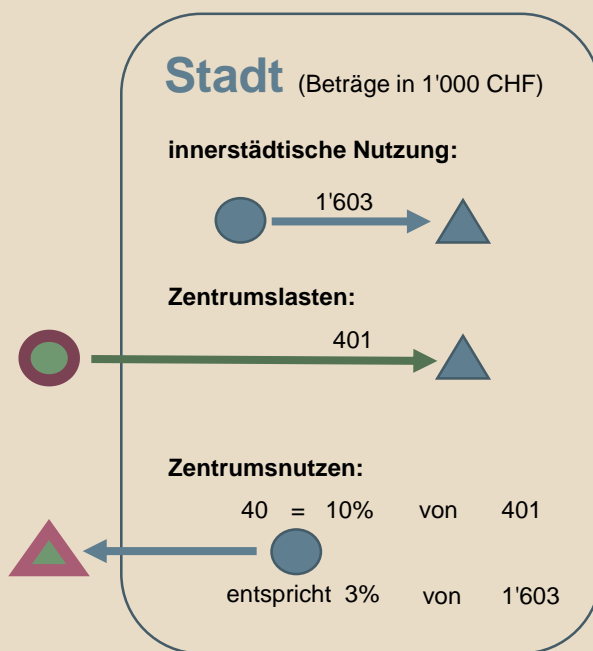 Stadt (Beträge in 1'000 CHF)
innerstädtische Nutzung:
1'603
Zentrumslasten:
401
Zentrumsnutzen:
40 = 10% von 401
entspricht 3% von 1'603